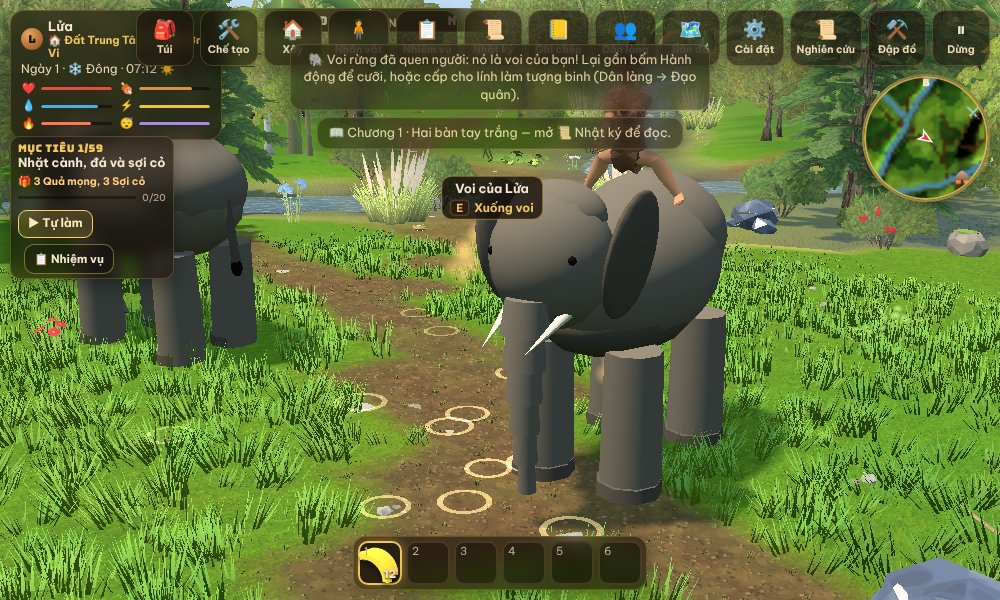 L
Lửa
Đất Trung Tâ
Vi
Ngày 1 · Đông · 07:12
Túi
Chế tạo
Cài đặt
Nghiên cứu
Đập đồ
Dừng
Voi rừng đã quen người: nó là voi của bạn! Lại gần bấm Hành
động để cưỡi, hoặc cấp cho lính làm tượng binh (Dân làng → Đạo
quân).
Chương 1 · Hai bàn tay trắng — mở Nhật ký để đọc.
MỤC TIÊU 1/59
Nhặt cành, đá và sợi cỏ
3 Quả mọng, 3 Sợi cỏ
0/20
▶ Tự làm
Nhiệm vụ
Voi của Lửa
E Xuống voi
12
2
3
4
5
6